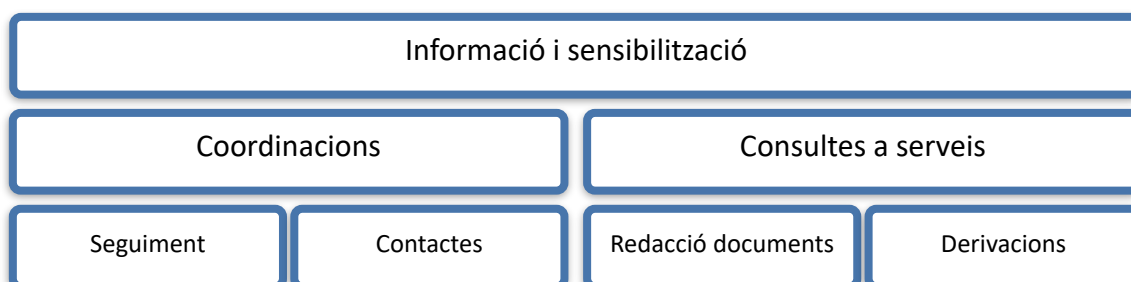 Informació i sensibilització
Coordinacions
Consultes a serveis
Seguiment
Contactes
Redacció documents
Derivacions